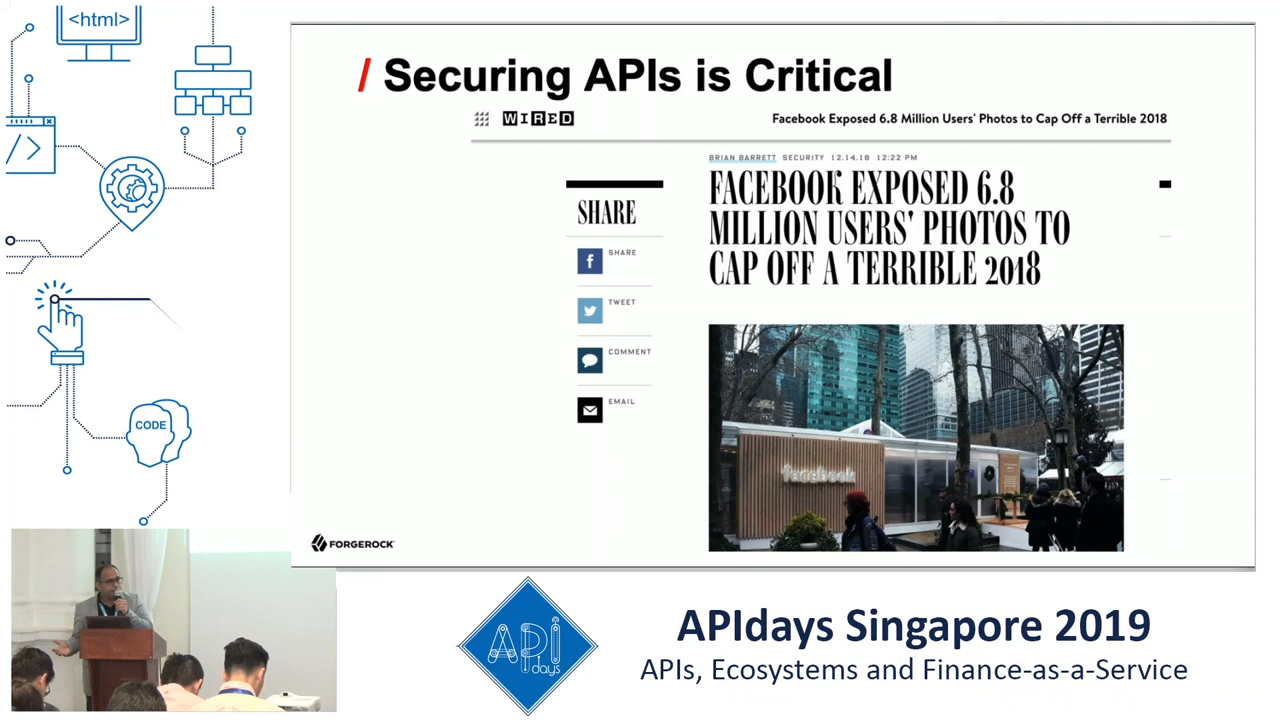 <html>
/ Securing APIs is Critical
WIRED
Facebook Exposed 6.8 Million Users' Photos to Cap Off a Terrible 2018
BRIAN BARRETT SECURITY 12.14.18 12:22 PM
FACEBOOK EXPOSED 6.8
MILLION USERS' PHOTOS TO
CAP OFF A TERRIBLE 2018
SHARE
f SHARE
TWEET
COMMENT
EMAIL
facebook
</>
CODE
FORGEROCK
API
days
APIdays Singapore 2019
APIs, Ecosystems and Finance-as-a-Service